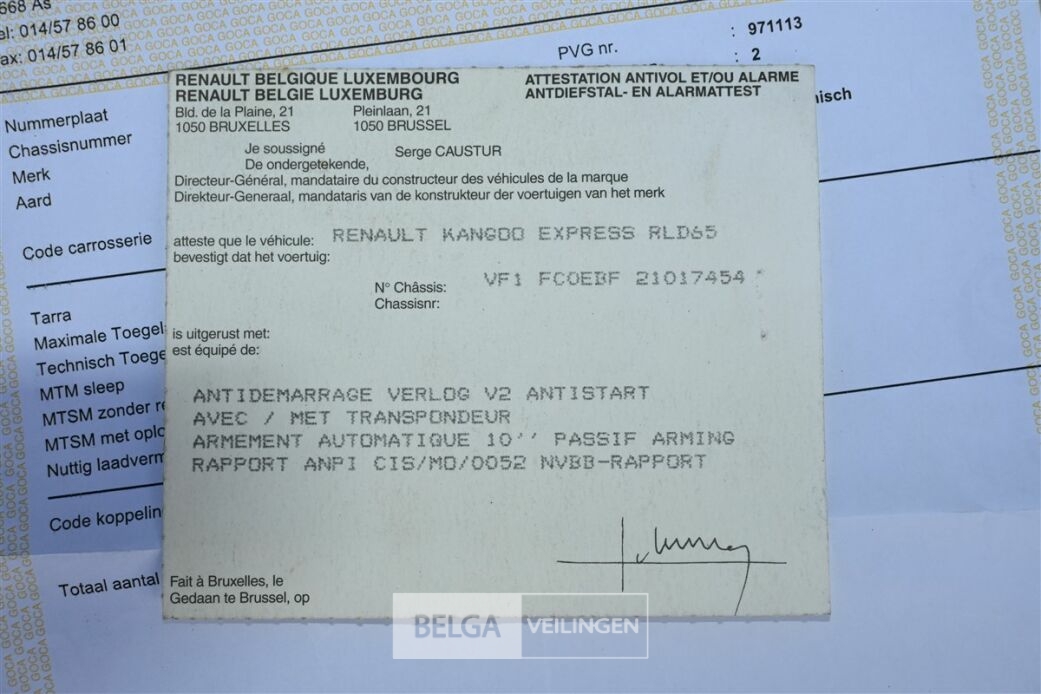 668 As
el: 014/57 86 00
ax: 014/57 86 01
PVG nr. : 971113
: 2
Nummerplaat
Chassisnummer
Merk
Aard
Code carrosserie
Tarra
Maximale Toegel
Technisch Toege
MTM sleep
MTSM zonder re
MTSM met oplo
Nuttig laadverm
Code koppelin
Totaal aantal
nisch
RENAULT BELGIQUE LUXEMBOURG
RENAULT BELGIE LUXEMBURG
ATTESTATION ANTIVOL ET/OU ALARME
ANTDIEFSTAL- EN ALARMATTEST
Bld. de la Plaine, 21 Pleinlaan, 21
1050 BRUXELLES 1050 BRUSSEL
Je soussigné
De ondergetekende,
Serge CAUSTUR
Directeur-Général, mandataire du constructeur des véhicules de la marque
Direkteur-Generaal, mandataris van de konstrukteur der voertuigen van het merk
atteste que le véhicule: RENAULT KANGOO EXPRESS RLD65
bevestigt dat het voertuig:
N° Châssis: VF1 FC0EBF 21017454
Chassisnr:
is uitgerust met:
est équipé de:
ANTIDEMARRAGE VERLOG V2 ANTISTART
AVEC / MET TRANSPONDEUR
ARMEMENT AUTOMATIQUE 10'' PASSIF ARMING
RAPPORT ANPI CIS/MO/0052 NVBB-RAPPORT
Fait à Bruxelles, le
Gedaan te Brussel, op
BELGA VEILINGEN